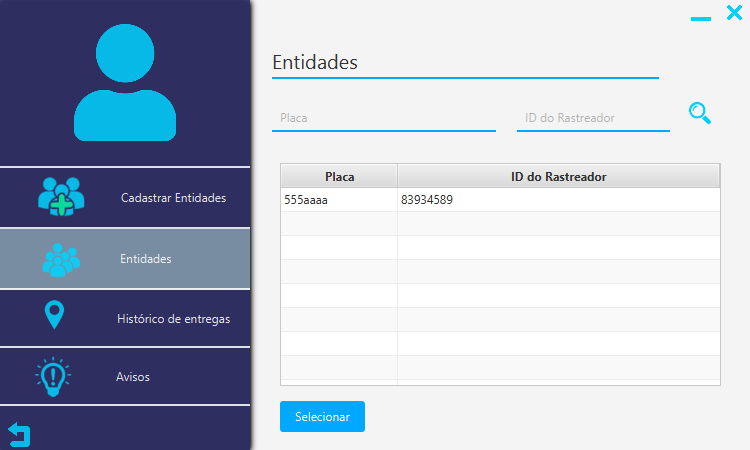 Cadastrar Entidades
Entidades
Histórico de entregas
Avisos
Entidades
Placa ID do Rastreador
Placa ID do Rastreador
555aaaa 83934589
Selecionar